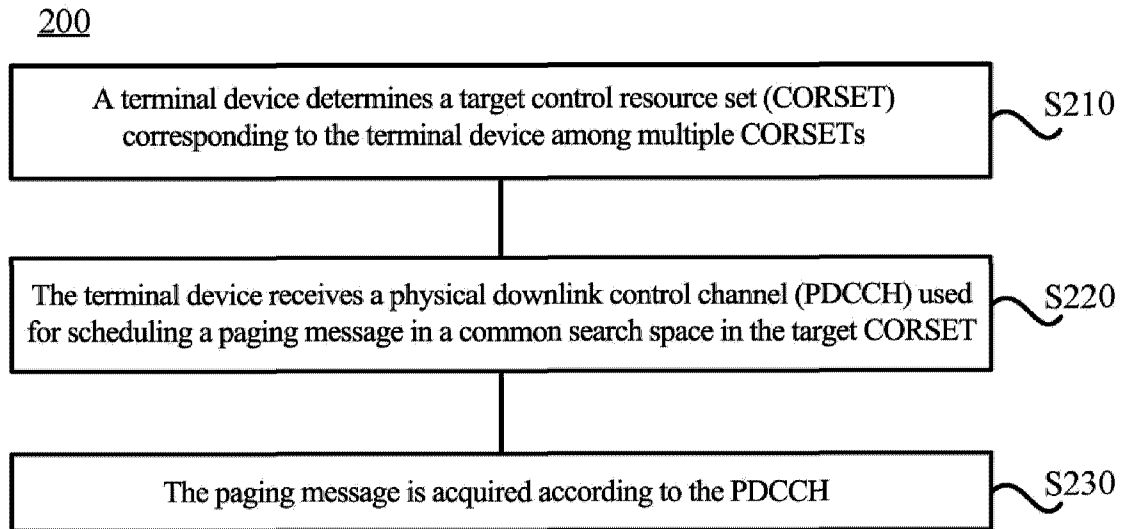 200
A terminal device determines a target control resource set (CORSET)
corresponding to the terminal device among multiple CORSETs
S210
The terminal device receives a physical downlink control channel (PDCCH) used
for scheduling a paging message in a common search space in the target CORSET
S220
The paging message is acquired according to the PDCCH
S230